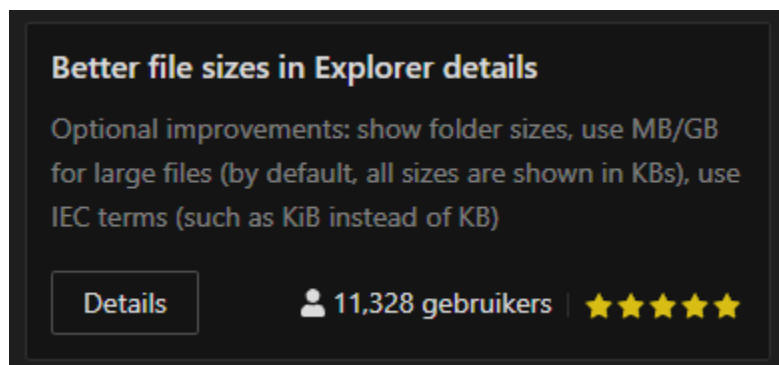 Better file sizes in Explorer details
Optional improvements: show folder sizes, use MB/GB
for large files (by default, all sizes are shown in KBs), use
IEC terms (such as KiB instead of KB)
Details
11,328 gebruikers